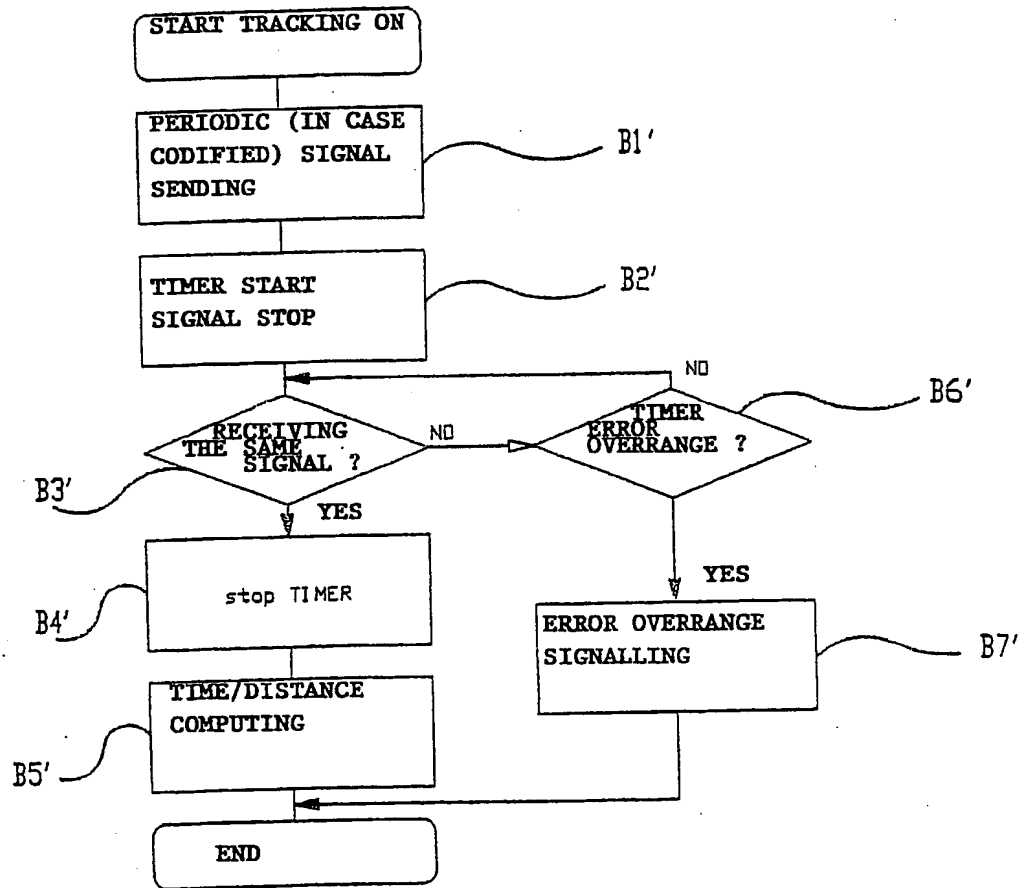 START TRACKING ON
PERIODIC (IN CASE
CODIFIED) SIGNAL
SENDING
B1'
TIMER START
SIGNAL STOP
B2'
NO
RECEIVING
THE SAME
SIGNAL ?
NO
TIMER
ERROR
OVERRANGE ?
B6'
B3'
YES
stop TIMER
B4'
YES
ERROR OVERRANGE
SIGNALLING
B7'
TIME/DISTANCE
COMPUTING
B5'
END